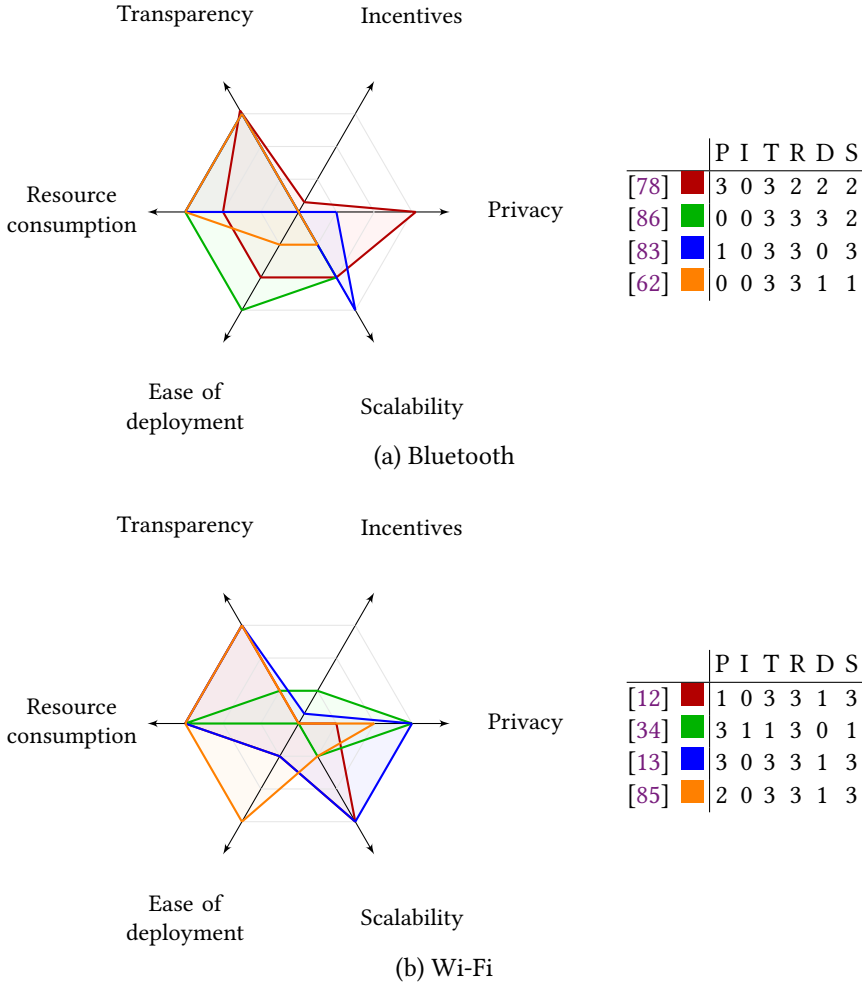 Transparency Incentives
Resource
consumption
Privacy
Ease of
deployment
Scalability
P I T R D S
[78] 3 0 3 2 2 2
[86] 0 0 3 3 3 2
[83] 1 0 3 3 0 3
[62] 0 0 3 3 1 1
(a) Bluetooth
Transparency Incentives
Resource
consumption
Privacy
Ease of
deployment
Scalability
P I T R D S
[12] 1 0 3 3 1 3
[34] 3 1 1 3 0 1
[13] 3 0 3 3 1 3
[85] 2 0 3 3 1 3
(b) Wi-Fi